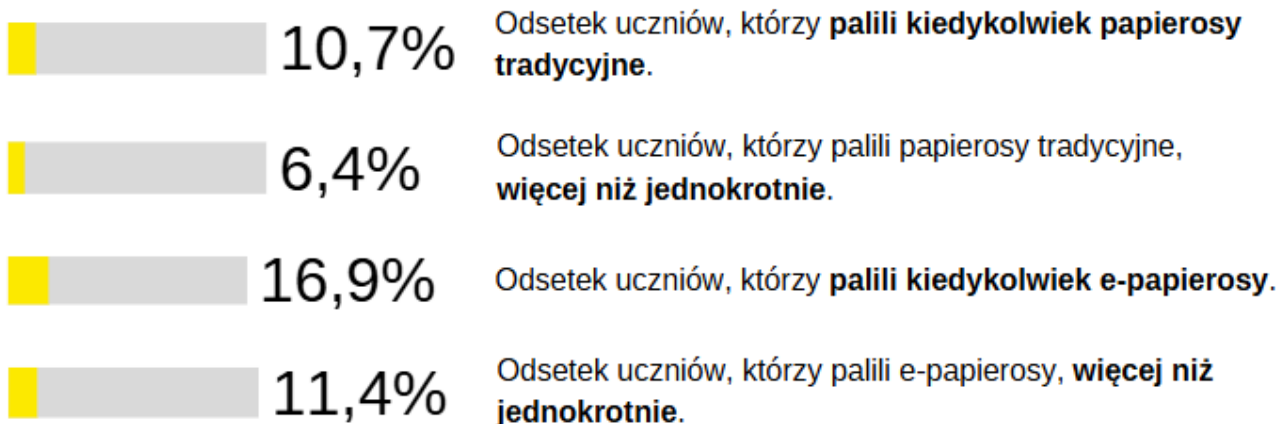 10,7%
Odsetek uczniów, którzy palili kiedykolwiek papierosy
tradycyjne.
6,4%
Odsetek uczniów, którzy palili papierosy tradycyjne,
więcej niż jednokrotnie.
16,9%
Odsetek uczniów, którzy palili kiedykolwiek e-papierosy.
11,4%
Odsetek uczniów, którzy palili e-papierosy, więcej niż
jednokrotnie.